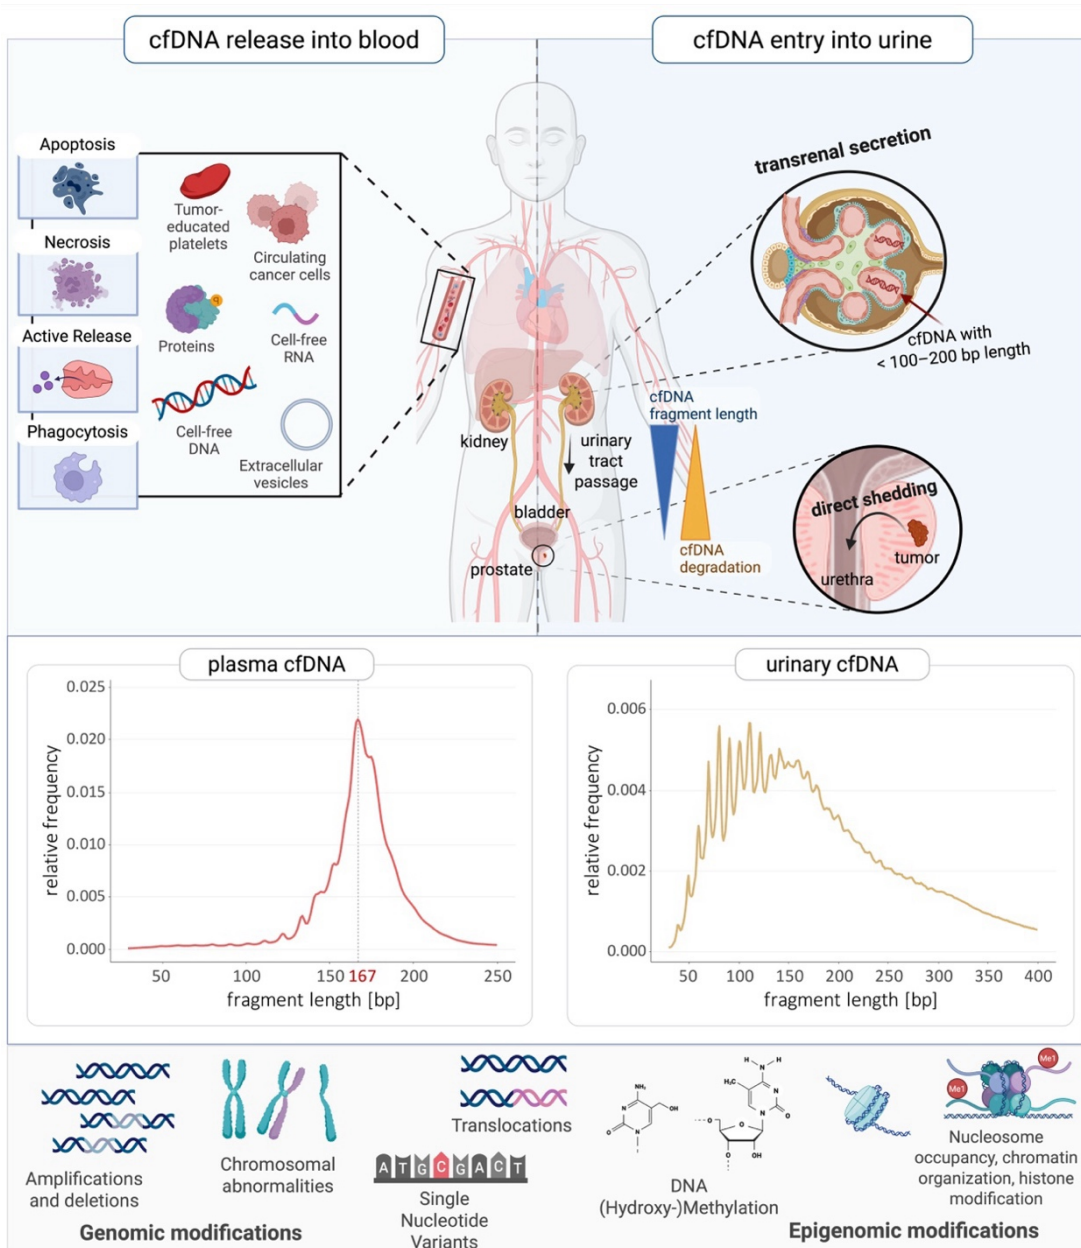 cfDNA release into blood
cfDNA entry into urine
Apoptosis
Necrosis
Active Release
Phagocytosis
Tumor-
educated
platelets
Circulating
cancer cells
Proteins
Cell-free
RNA
Cell-free
DNA
Extracellular
vesicles
transrenal secretion
cfDNA with
< 100–200 bp length
kidney
urinary
tract
passage
bladder
prostate
cfDNA
fragment length
cfDNA
degradation
direct shedding
tumor
urethra
plasma cfDNA
relative frequency
0.025
0.020
0.015
0.010
0.005
0.000
50
100
150
167
200
250
fragment length [bp]
urinary cfDNA
relative frequency
0.006
0.004
0.002
0.000
50
100
150
200
250
300
350
400
fragment length [bp]
Amplifications
and deletions
Chromosomal
abnormalities
Translocations
A T G C G A C T
Single
Nucleotide
Variants
Genomic modifications
NH₂
OH
N
O
N
H
H
N
H₃C
N
N
O
O
O
O
OH
DNA
(Hydroxy-)Methylation
Me1
Me1
Nucleosome
occupancy, chromatin
organization, histone
modification
Epigenomic modifications